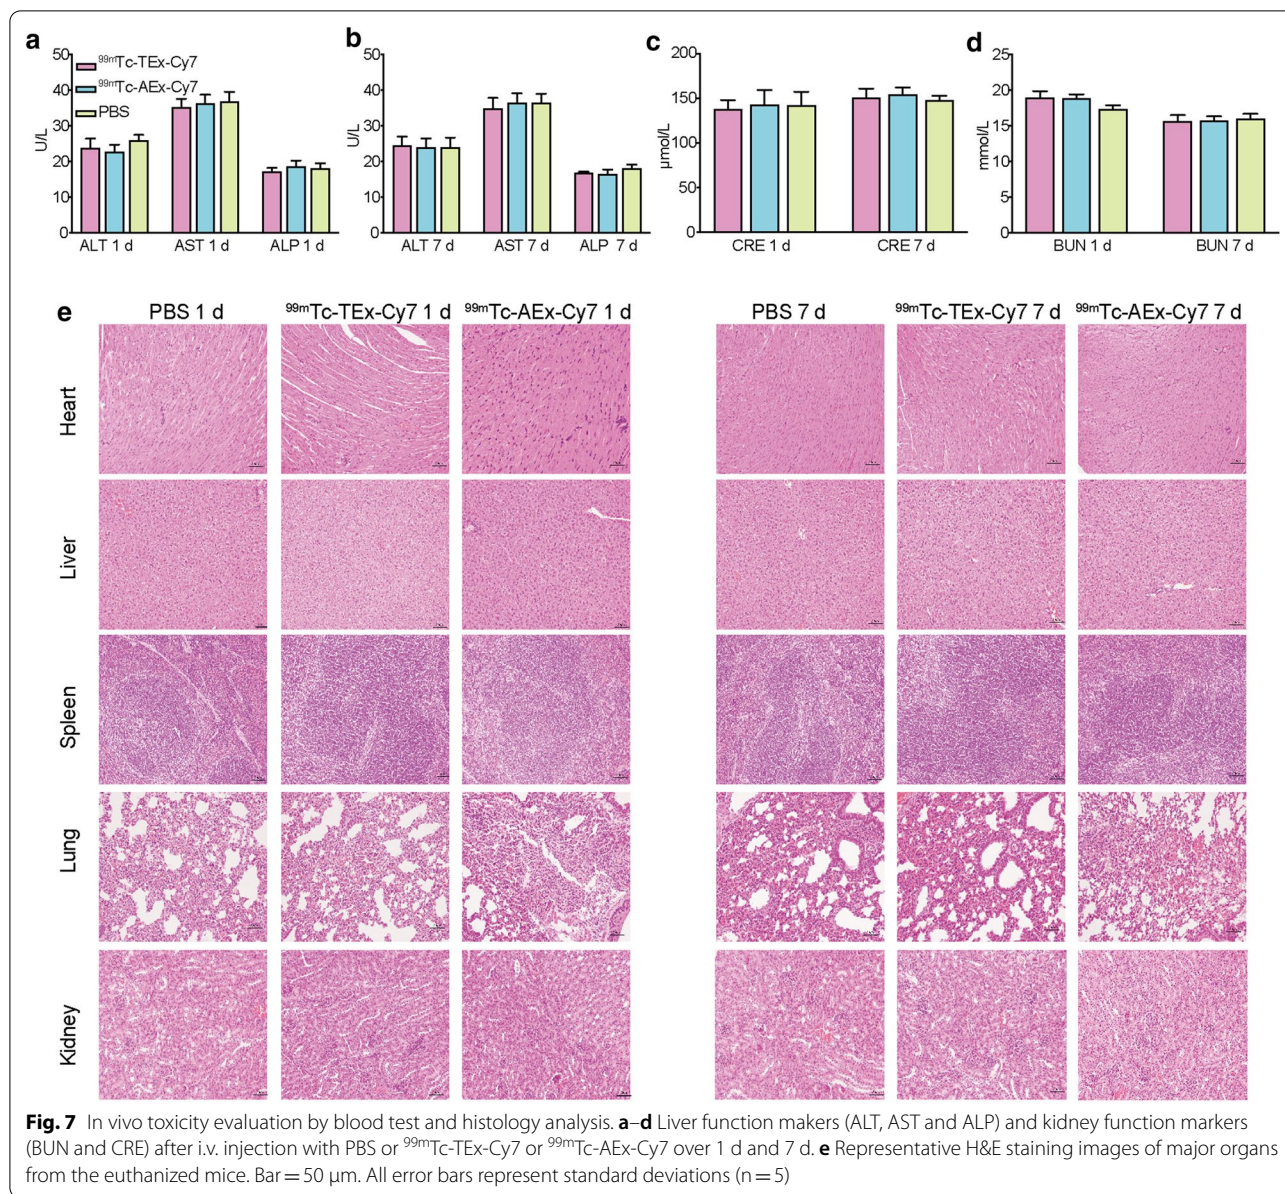 a
b
c
d
50
40
30
20
10
0
U/L
⁹⁹ᵐTc-TEx-Cy7
⁹⁹ᵐTc-AEx-Cy7
PBS
ALT 1 d AST 1 d ALP 1 d
50
40
30
20
10
0
U/L
ALT 7 d AST 7 d ALP 7 d
200
150
100
50
0
µmol/L
CRE 1 d CRE 7 d
25
20
15
10
5
0
mmol/L
BUN 1 d BUN 7 d
e
PBS 1 d ⁹⁹ᵐTc-TEx-Cy7 1 d ⁹⁹ᵐTc-AEx-Cy7 1 d PBS 7 d ⁹⁹ᵐTc-TEx-Cy7 7 d ⁹⁹ᵐTc-AEx-Cy7 7 d
Heart
Liver
Spleen
Lung
Kidney
Fig. 7 In vivo toxicity evaluation by blood test and histology analysis. a–d Liver function makers (ALT, AST and ALP) and kidney function markers
(BUN and CRE) after i.v. injection with PBS or ⁹⁹ᵐTc-TEx-Cy7 or ⁹⁹ᵐTc-AEx-Cy7 over 1 d and 7 d. e Representative H&E staining images of major organs
from the euthanized mice. Bar = 50 µm. All error bars represent standard deviations (n = 5)